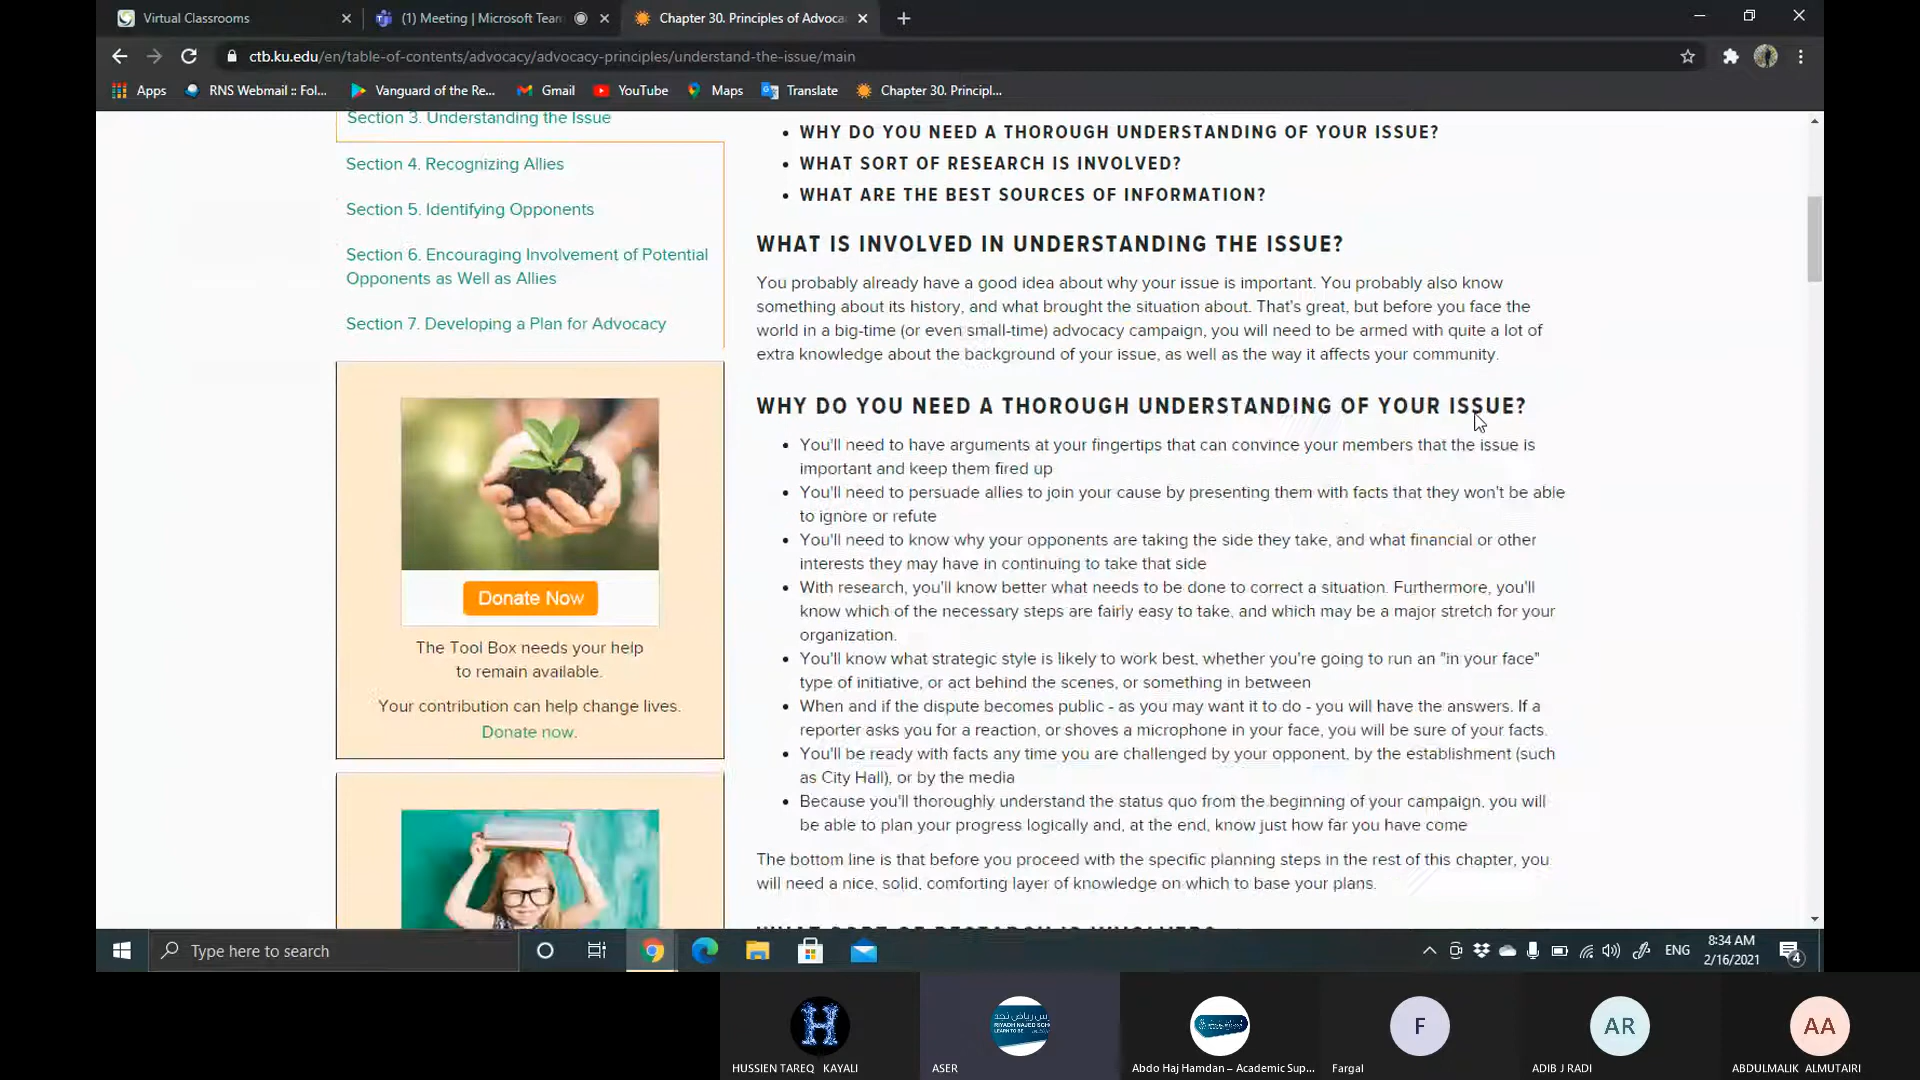 Virtual Classrooms
(1) Meeting | Microsoft Team
Chapter 30. Principles of Advoca
ctb.ku.edu/en/table-of-contents/advocacy/advocacy-principles/understand-the-issue/main
Apps
RNS Webmail :: Fol...
Vanguard of the Re...
Gmail
YouTube
Maps
Translate
Chapter 30. Principl...
Section 3. Understanding the Issue
Section 4. Recognizing Allies
Section 5. Identifying Opponents
Section 6. Encouraging Involvement of Potential
Opponents as Well as Allies
Section 7. Developing a Plan for Advocacy
Donate Now
The Tool Box needs your help
to remain available.
Your contribution can help change lives.
Donate now.
WHY DO YOU NEED A THOROUGH UNDERSTANDING OF YOUR ISSUE?
WHAT SORT OF RESEARCH IS INVOLVED?
WHAT ARE THE BEST SOURCES OF INFORMATION?
WHAT IS INVOLVED IN UNDERSTANDING THE ISSUE?
You probably already have a good idea about why your issue is important. You probably also know
something about its history, and what brought the situation about. That's great, but before you face the
world in a big-time (or even small-time) advocacy campaign, you will need to be armed with quite a lot of
extra knowledge about the background of your issue, as well as the way it affects your community.
WHY DO YOU NEED A THOROUGH UNDERSTANDING OF YOUR ISSUE?
You'll need to have arguments at your fingertips that can convince your members that the issue is
important and keep them fired up
You'll need to persuade allies to join your cause by presenting them with facts that they won't be able
to ignore or refute
You'll need to know why your opponents are taking the side they take, and what financial or other
interests they may have in continuing to take that side
With research, you'll know better what needs to be done to correct a situation. Furthermore, you'll
know which of the necessary steps are fairly easy to take, and which may be a major stretch for your
organization.
You'll know what strategic style is likely to work best, whether you're going to run an "in your face"
type of initiative, or act behind the scenes, or something in between
When and if the dispute becomes public - as you may want it to do - you will have the answers. If a
reporter asks you for a reaction, or shoves a microphone in your face, you will be sure of your facts.
You'll be ready with facts any time you are challenged by your opponent, by the establishment (such
as City Hall), or by the media
Because you'll thoroughly understand the status quo from the beginning of your campaign, you will
be able to plan your progress logically and, at the end, know just how far you have come
The bottom line is that before you proceed with the specific planning steps in the rest of this chapter, you
will need a nice, solid, comforting layer of knowledge on which to base your plans.
WHAT SORT OF RESEARCH IS INVOLVED?
Type here to search
ENG
8:34 AM
2/16/2021
4
H
RIYADH NAJED SCH
F
AR
AA
HUSSIEN TAREQ KAYALI
ASER
Abdo Haj Hamdan – Academic Sup...
Fargal
ADIB J RADI
ABDULMALIK ALMUTAIRI